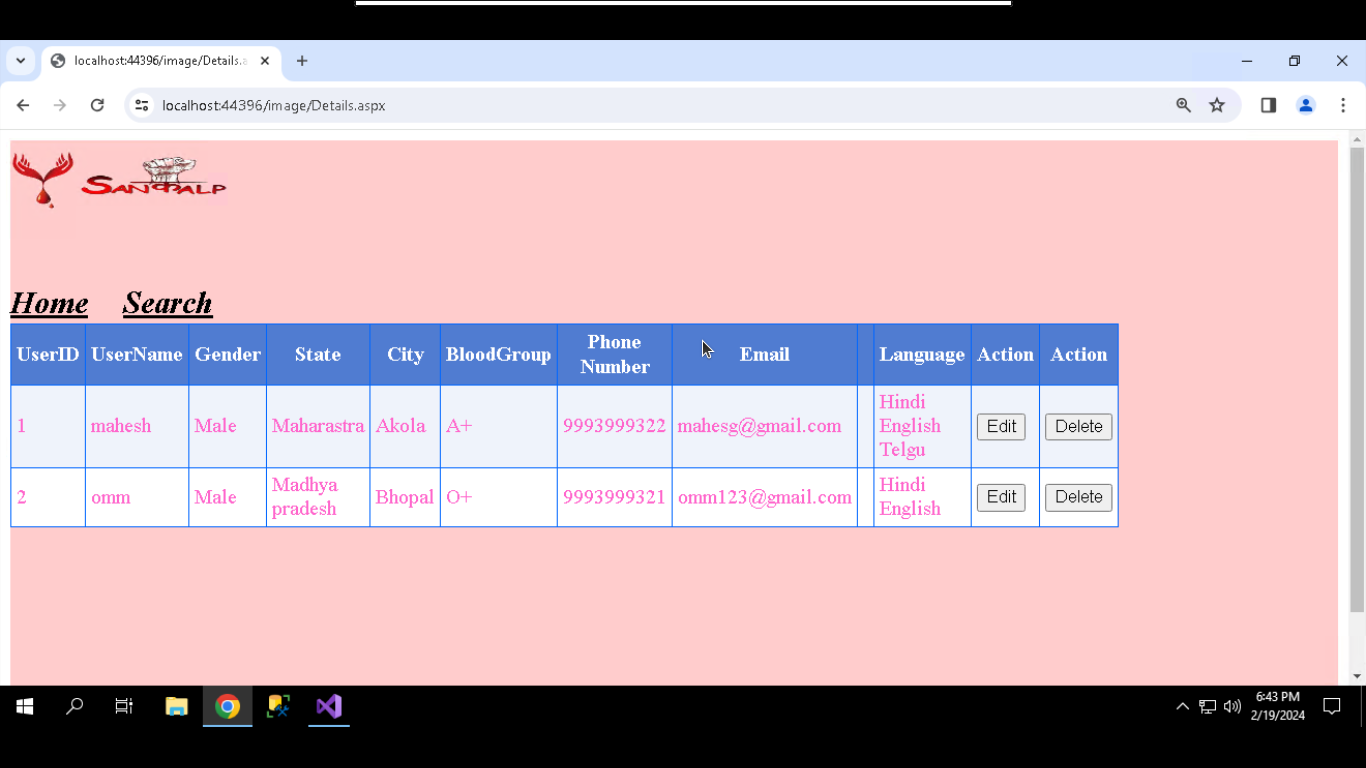 localhost:44396/image/Details.a
localhost:44396/image/Details.aspx
SANKALP
Home Search
UserID UserName Gender State City BloodGroup Phone Number Email Language Action Action
1 mahesh Male Maharastra Akola A+ 9993999322 mahesg@gmail.com Hindi English Telgu Edit Delete
2 omm Male Madhya pradesh Bhopal O+ 9993999321 omm123@gmail.com Hindi English Edit Delete
6:43 PM
2/19/2024